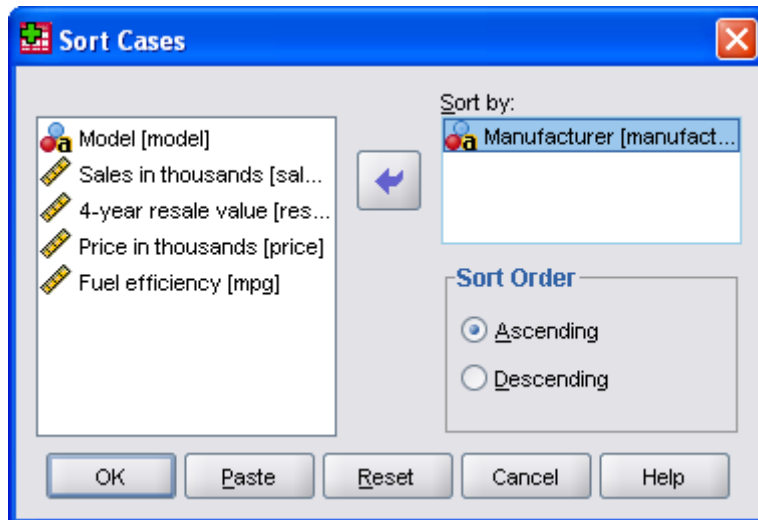 Sort Cases
Sort by:
Model [model]
Sales in thousands [sal...
4-year resale value [res...
Price in thousands [price]
Fuel efficiency [mpg]
Manufacturer [manufact...
Sort Order
Ascending
Descending
OK
Paste
Reset
Cancel
Help